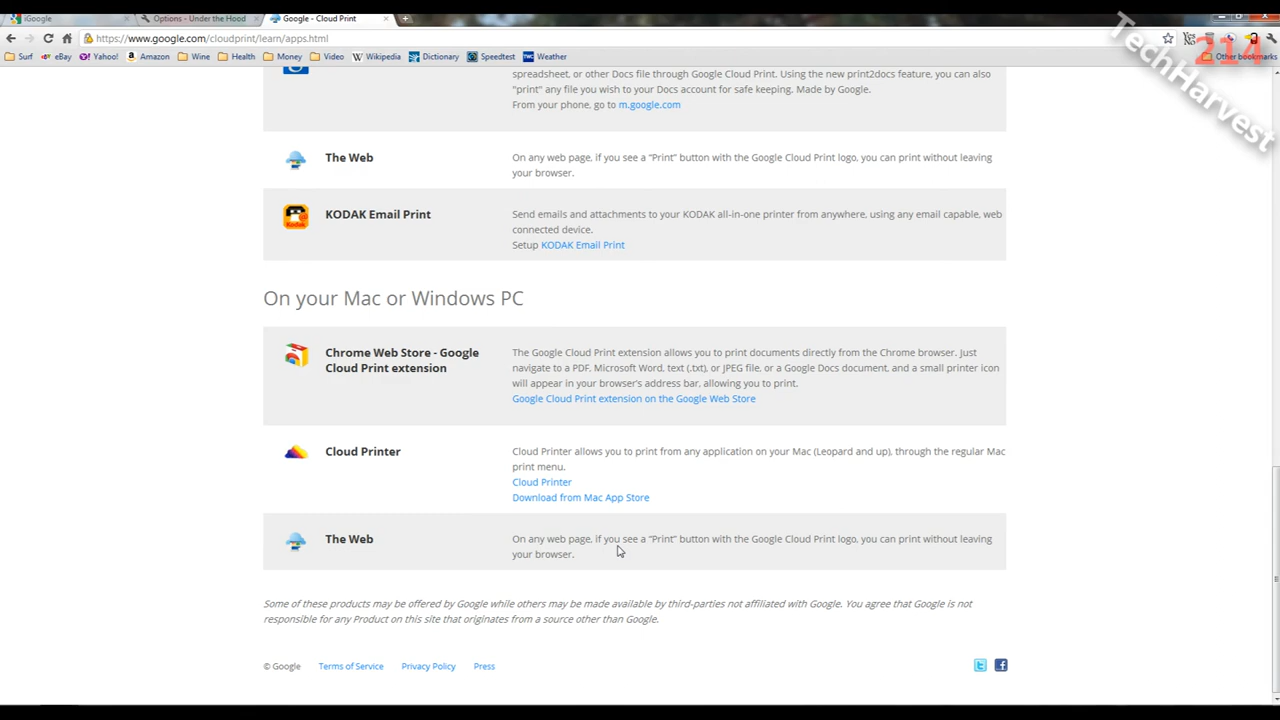 iGoogle
Options - Under the Hood
Google - Cloud Print
https://www.google.com/cloudprint/learn/apps.html
Surf
eBay
Yahoo!
Amazon
Wine
Health
Money
Video
Wikipedia
Dictionary
Speedtest
Weather
Other bookmarks
TechHarvest
214
spreadsheet, or other Docs file through Google Cloud Print. Using the new print2docs feature, you can also
"print" any file you wish to your Docs account for safe keeping. Made by Google.
From your phone, go to m.google.com
The Web
On any web page, if you see a “Print” button with the Google Cloud Print logo, you can print without leaving
your browser.
KODAK Email Print
Send emails and attachments to your KODAK all-in-one printer from anywhere, using any email capable, web
connected device.
Setup KODAK Email Print
On your Mac or Windows PC
Chrome Web Store - Google
Cloud Print extension
The Google Cloud Print extension allows you to print documents directly from the Chrome browser. Just
navigate to a PDF, Microsoft Word, text (.txt), or JPEG file, or a Google Docs document, and a small printer icon
will appear in your browser's address bar, allowing you to print.
Google Cloud Print extension on the Google Web Store
Cloud Printer
Cloud Printer allows you to print from any application on your Mac (Leopard and up), through the regular Mac
print menu.
Cloud Printer
Download from Mac App Store
The Web
On any web page, if you see a “Print” button with the Google Cloud Print logo, you can print without leaving
your browser.
Some of these products may be offered by Google while others may be made available by third-parties not affiliated with Google. You agree that Google is not
responsible for any Product on this site that originates from a source other than Google.
© Google
Terms of Service
Privacy Policy
Press